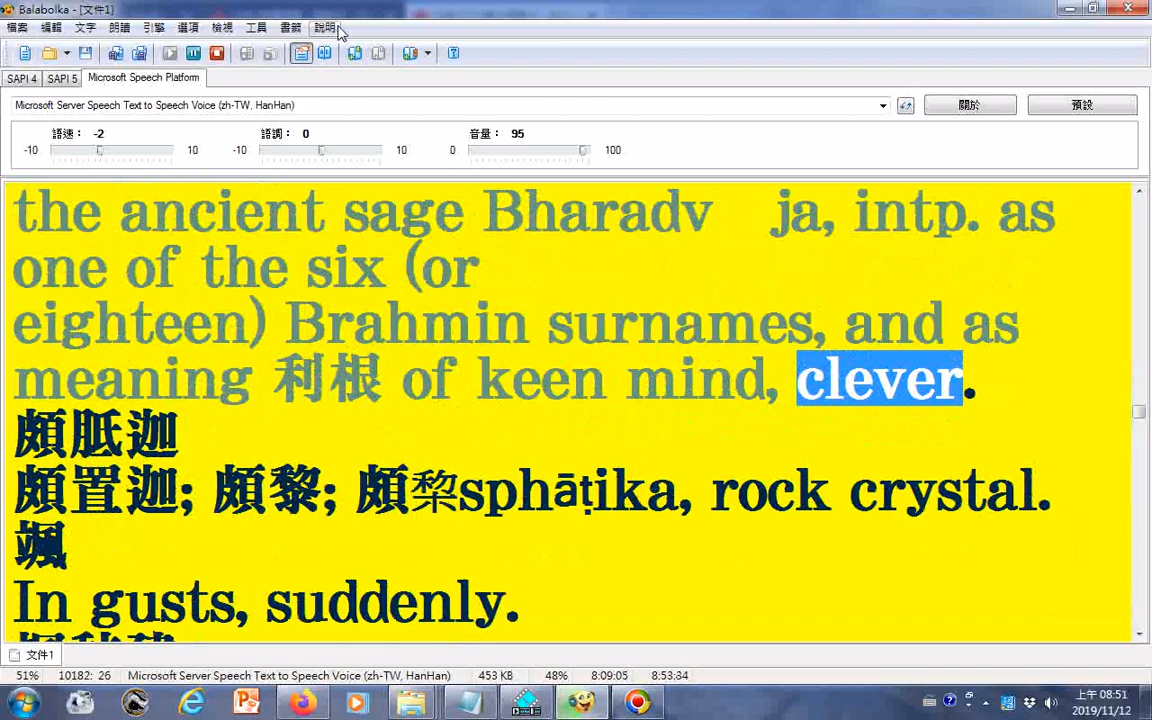 Balabolka - [文件1]
檔案 編輯 文字 朗讀 引擎 選項 檢視 工具 書籤 說明
SAPI 4 SAPI 5 Microsoft Speech Platform
Microsoft Server Speech Text to Speech Voice (zh-TW, HanHan) 關於 預設
語速： -2 語調： 0 音量： 95
-10 10 -10 10 0 100
the ancient sage Bharadv ja, intp. as
one of the six (or
eighteen) Brahmin surnames, and as
meaning 利根 of keen mind, clever.
頗胝迦
頗置迦; 頗黎; 頗棃sphāṭika, rock crystal.
颯
In gusts, suddenly.
文件1
51% 10182: 26 Microsoft Server Speech Text to Speech Voice (zh-TW, HanHan) 453 KB 48% 8:09:05 8:53:34
上午 08:51
2019/11/12